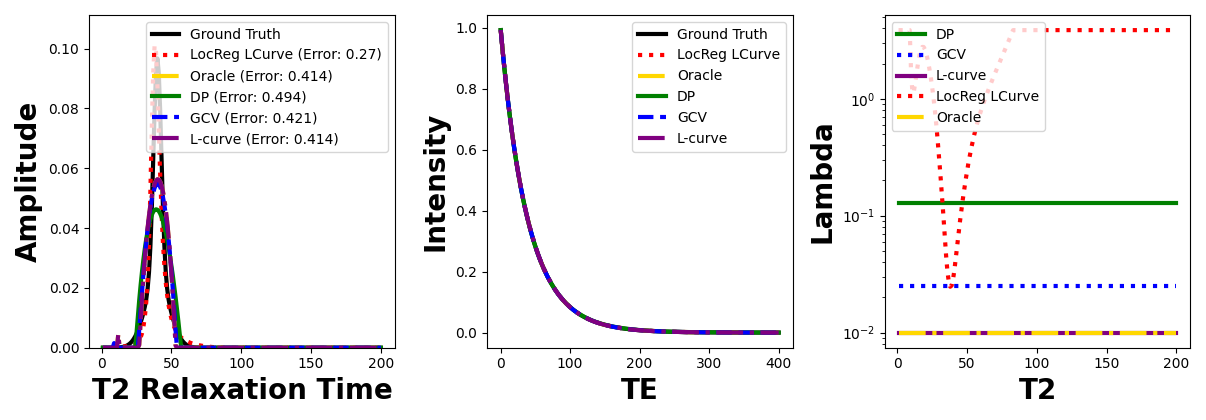 Amplitude
0.10
0.08
0.06
0.04
0.02
0.00
Ground Truth
LocReg LCurve (Error: 0.27)
Oracle (Error: 0.414)
DP (Error: 0.494)
GCV (Error: 0.421)
L-curve (Error: 0.414)
0 50 100 150 200
T2 Relaxation Time
Intensity
1.0
0.8
0.6
0.4
0.2
0.0
Ground Truth
LocReg LCurve
Oracle
DP
GCV
L-curve
0 100 200 300 400
TE
Lambda
10⁰
10⁻¹
10⁻²
DP
GCV
L-curve
LocReg LCurve
Oracle
0 50 100 150 200
T2